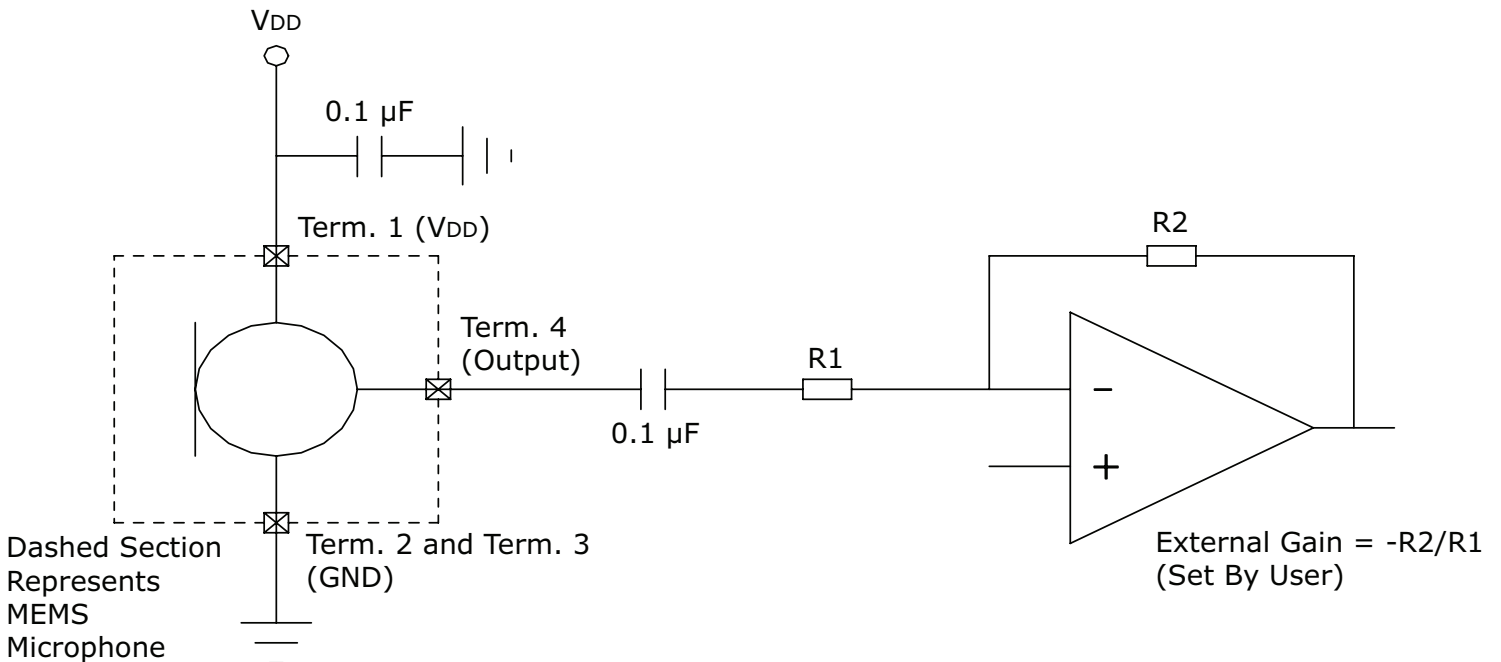 VDD
0.1 µF
Term. 1 (VDD)
R2
Term. 4
(Output)
R1
0.1 µF
−
+
Term. 2 and Term. 3
(GND)
Dashed Section
Represents
MEMS
Microphone
External Gain = -R2/R1
(Set By User)